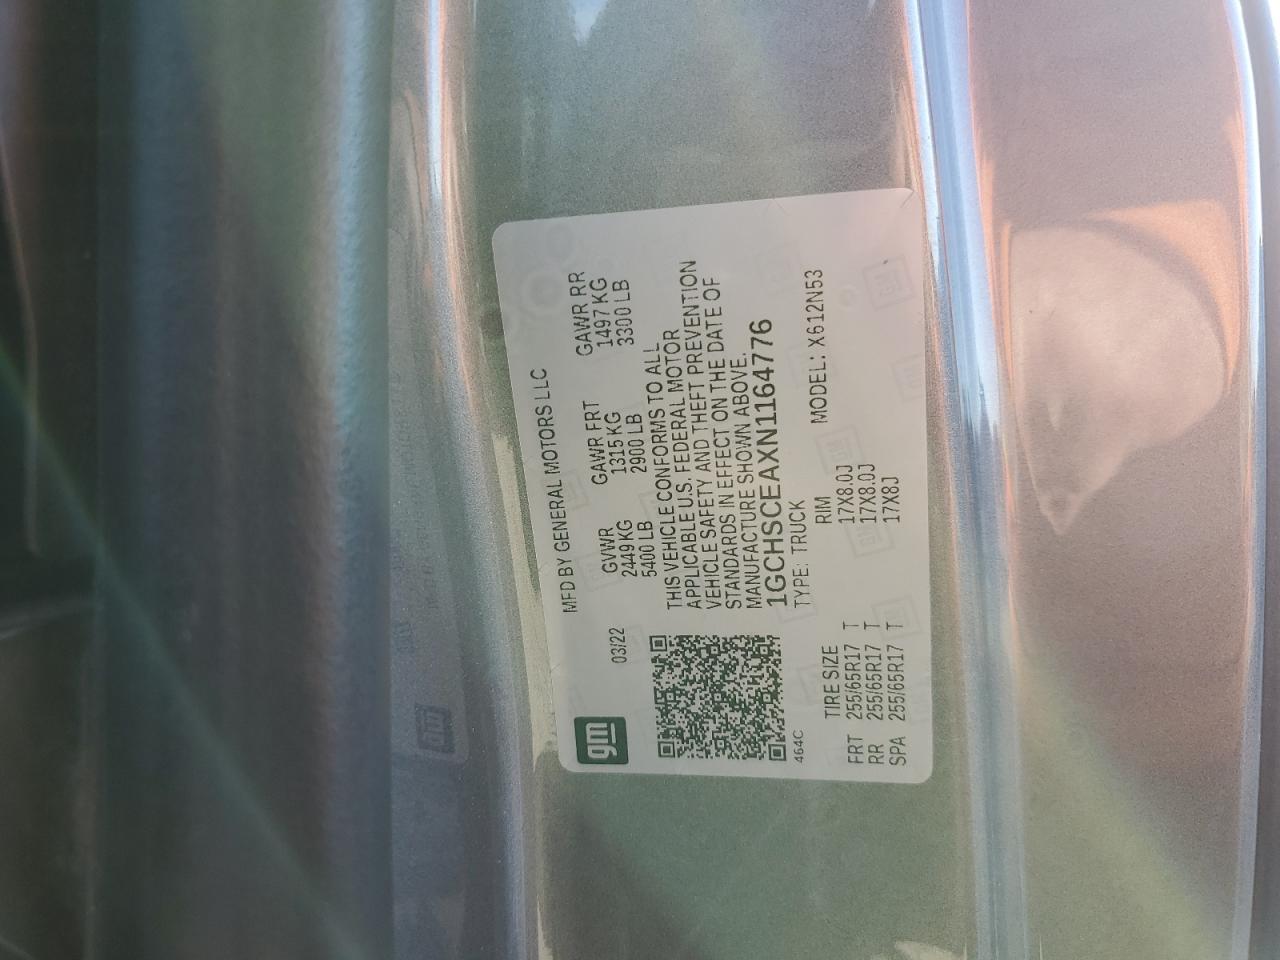 gm
MFD BY GENERAL MOTORS LLC
03/22
GVWR GAWR FRT GAWR RR
2449 KG 1315 KG 1497 KG
5400 LB 2900 LB 3300 LB
THIS VEHICLE CONFORMS TO ALL
APPLICABLE U.S. FEDERAL MOTOR
VEHICLE SAFETY AND THEFT PREVENTION
STANDARDS IN EFFECT ON THE DATE OF
MANUFACTURE SHOWN ABOVE.
1GCHSCEAXN1164776
464C TYPE: TRUCK MODEL: X612N53
TIRE SIZE RIM
FRT 255/65R17 T 17X8.0J
RR 255/65R17 T 17X8.0J
SPA 255/65R17 T 17X8J